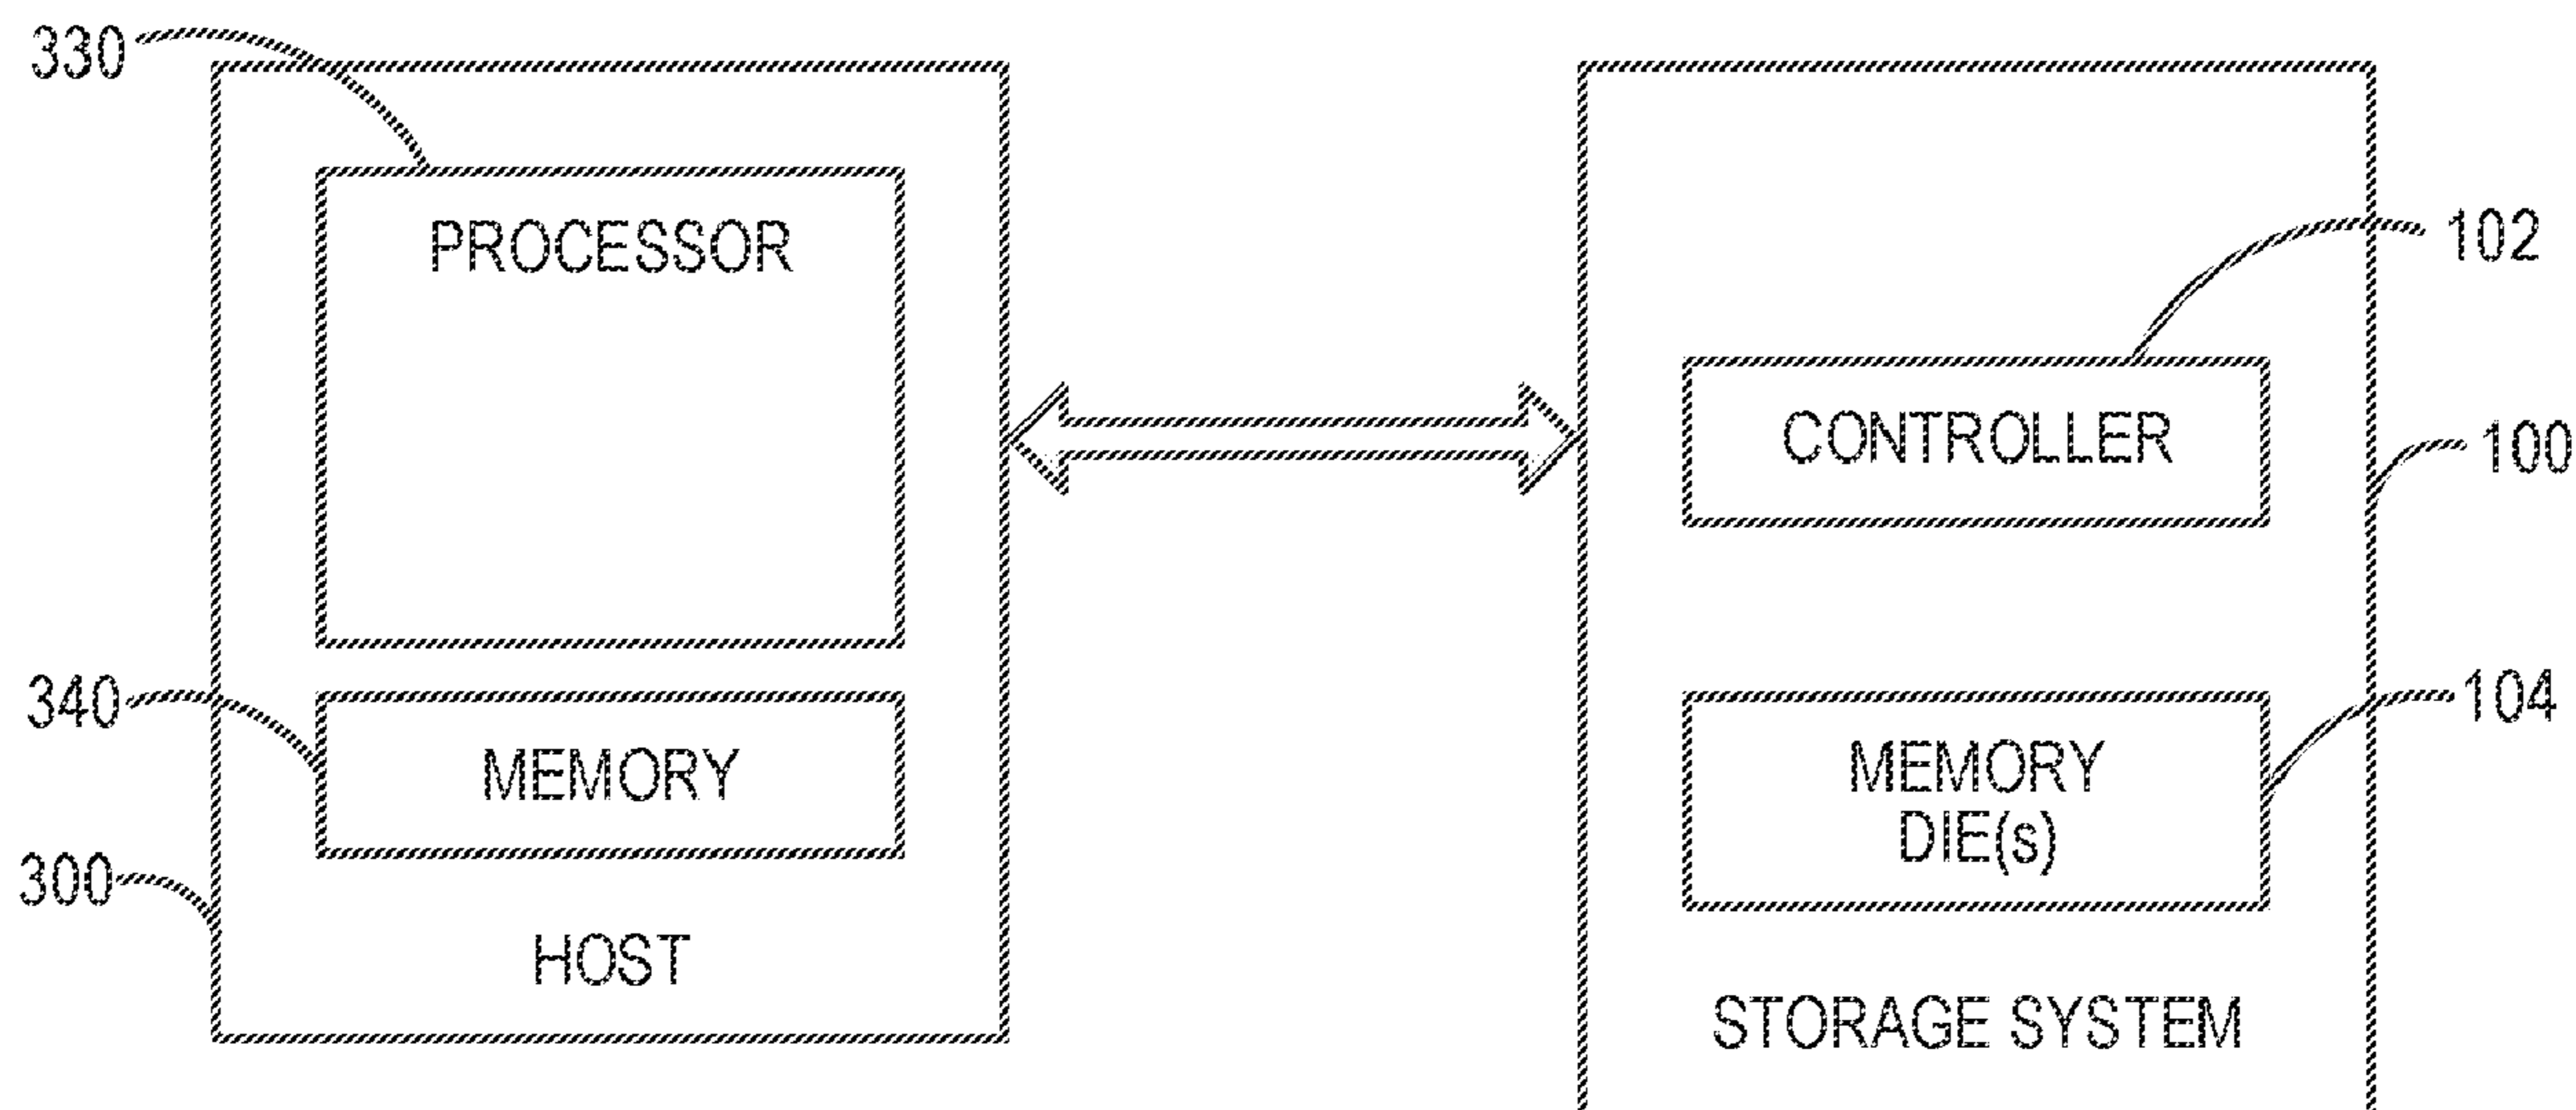 330
PROCESSOR
102
CONTROLLER
100
340
MEMORY
104
MEMORY
DIE(s)
300
HOST
STORAGE SYSTEM